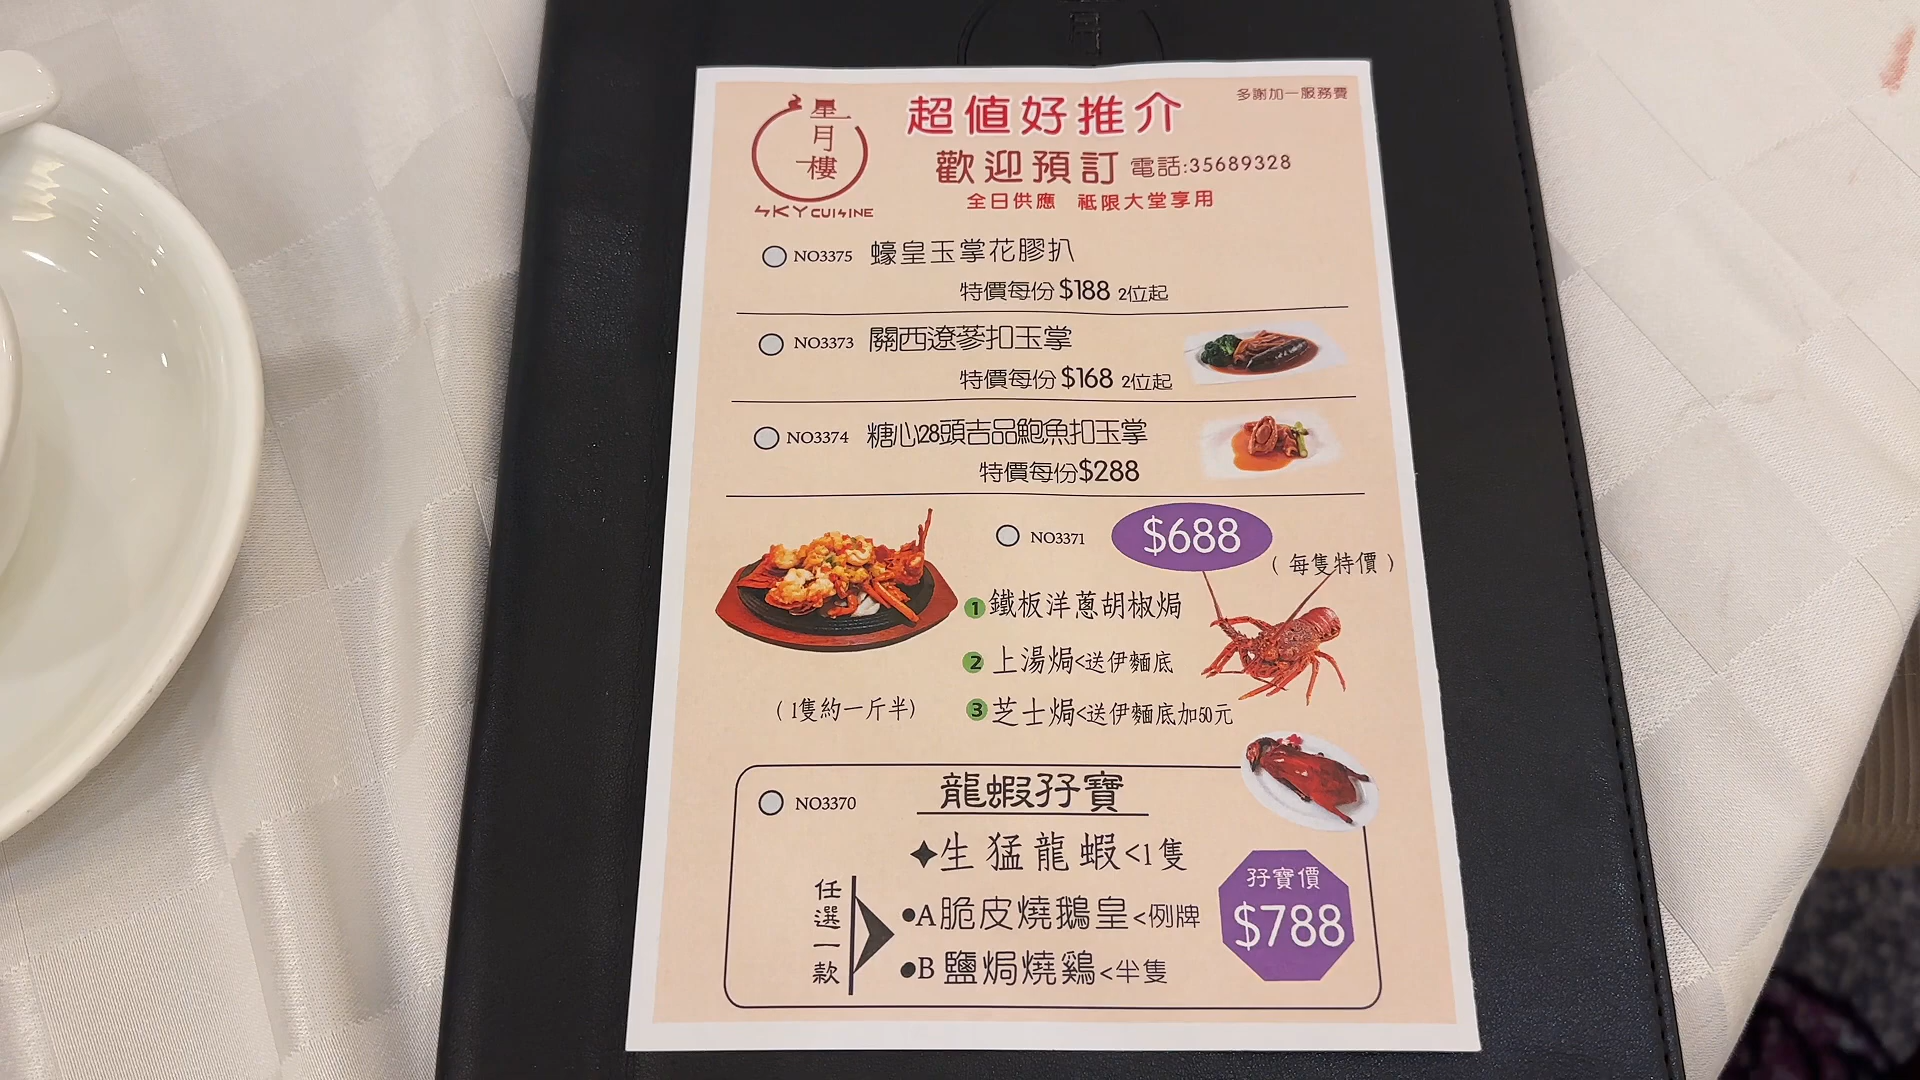 星月樓
SKY CUISINE
多謝加一服務費
超值好推介
歡迎預訂 電話:35689328
全日供應 祗限大堂享用
NO3375 蠔皇玉掌花膠扒
特價每份 $188 2位起
NO3373 關西遼蔘扣玉掌
特價每份 $168 2位起
NO3374 糖心28頭吉品鮑魚扣玉掌
特價每份$288
NO3371 $688
(每隻特價)
1 鐵板洋蔥胡椒焗
2 上湯焗<送伊麵底
3 芝士焗<送伊麵底加50元
(1隻約一斤半)
NO3370 龍蝦孖寶
生猛龍蝦<1隻
任選一款
A脆皮燒鵝皇<例牌
B鹽焗燒鷄<半隻
孖寶價
$788